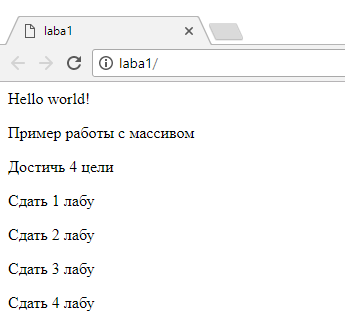 laba1
laba1/
Hello world!
Пример работы с массивом
Достичь 4 цели
Сдать 1 лабу
Сдать 2 лабу
Сдать 3 лабу
Сдать 4 лабу